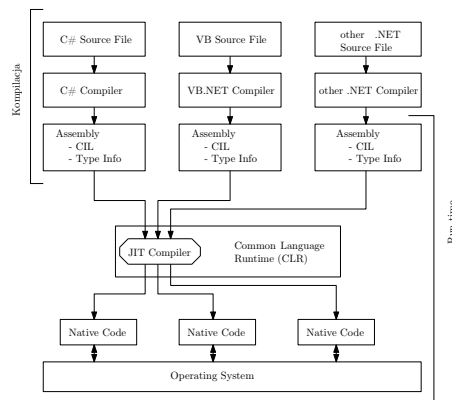 Kompilacja
C# Source File
VB Source File
other .NET
Source File
C# Compiler
VB.NET Compiler
other .NET Compiler
Assembly
- CIL
- Type Info
Assembly
- CIL
- Type Info
Assembly
- CIL
- Type Info
Run-time
JIT Compiler
Common Language
Runtime (CLR)
Native Code
Native Code
Native Code
Operating System